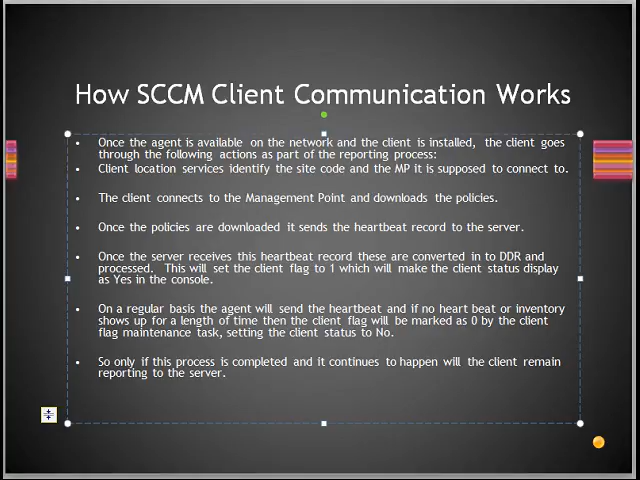 How SCCM Client Communication Works
• Once the agent is available on the network and the client is installed, the client goes
through the following actions as part of the reporting process:
• Client location services identify the site code and the MP it is supposed to connect to.
• The client connects to the Management Point and downloads the policies.
• Once the policies are downloaded it sends the heartbeat record to the server.
• Once the server receives this heartbeat record these are converted in to DDR and
processed. This will set the client flag to 1 which will make the client status display
as Yes in the console.
• On a regular basis the agent will send the heartbeat and if no heart beat or inventory
shows up for a length of time then the client flag will be marked as 0 by the client
flag maintenance task, setting the client status to No.
• So only if this process is completed and it continues to happen will the client remain
reporting to the server.